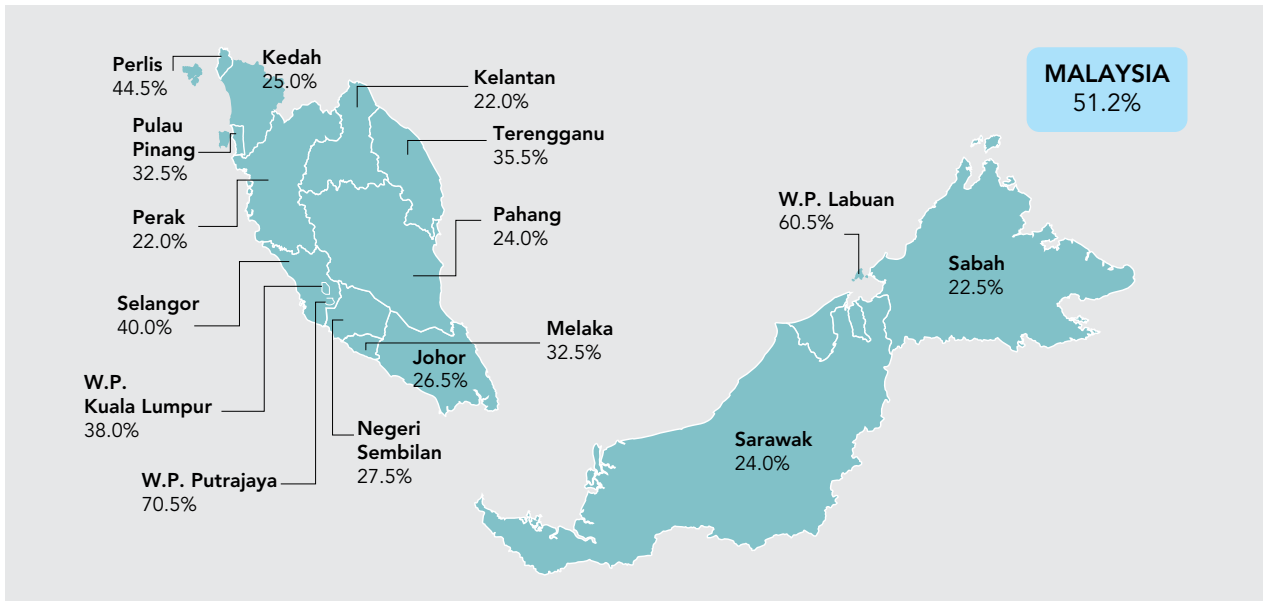 Perlis
44.5%
Kedah
25.0%
Kelantan
22.0%
MALAYSIA
51.2%
Pulau
Pinang
32.5%
Terengganu
35.5%
Perak
22.0%
Pahang
24.0%
W.P. Labuan
60.5%
Sabah
22.5%
Selangor
40.0%
Melaka
32.5%
Johor
26.5%
W.P.
Kuala Lumpur
38.0%
Negeri
Sembilan
27.5%
Sarawak
24.0%
W.P. Putrajaya
70.5%